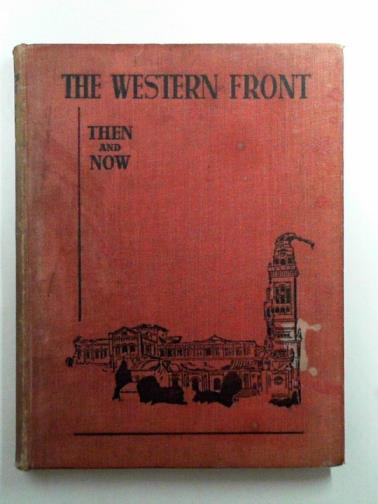 THE WESTERN FRONT
THEN
AND
NOW